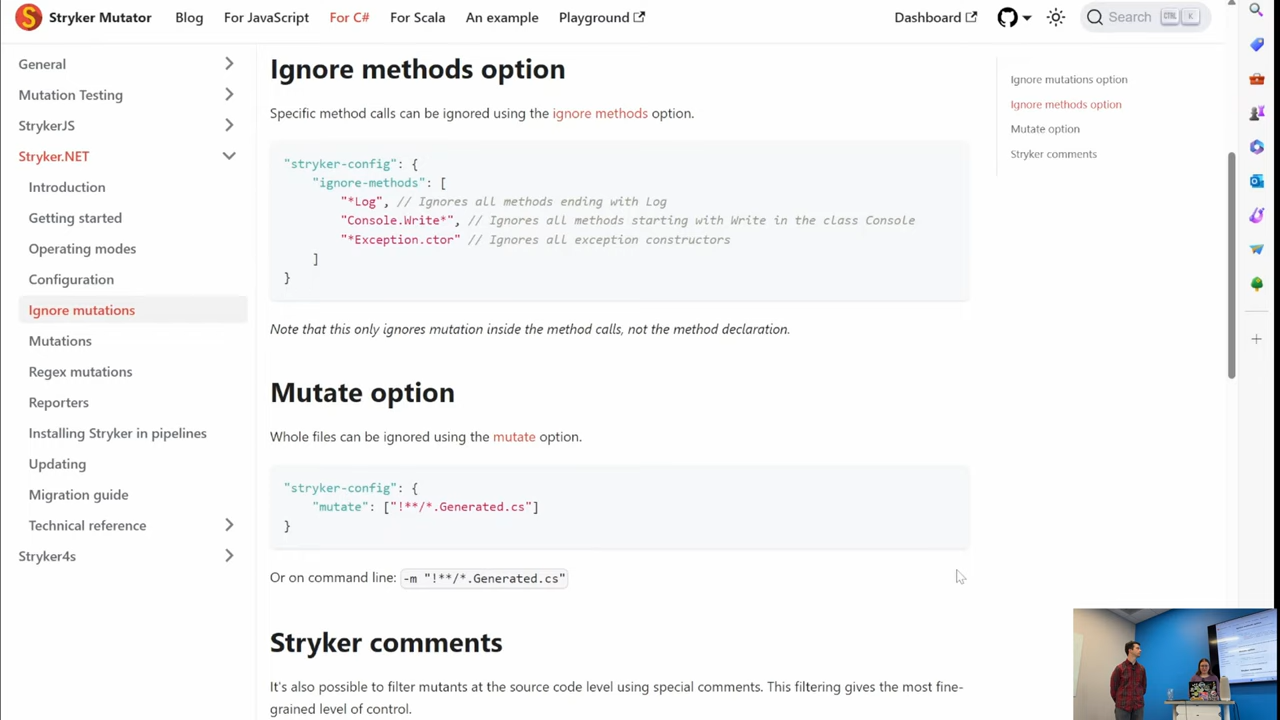 Stryker Mutator
Blog
For JavaScript
For C#
For Scala
An example
Playground
Dashboard
Search
CTRL
K
General
Mutation Testing
StrykerJS
Stryker.NET
Introduction
Getting started
Operating modes
Configuration
Ignore mutations
Mutations
Regex mutations
Reporters
Installing Stryker in pipelines
Updating
Migration guide
Technical reference
Stryker4s
Ignore methods option
Specific method calls can be ignored using the ignore methods option.
"stryker-config": {
"ignore-methods": [
"*Log", // Ignores all methods ending with Log
"Console.Write*", // Ignores all methods starting with Write in the class Console
"*Exception.ctor" // Ignores all exception constructors
]
}
Note that this only ignores mutation inside the method calls, not the method declaration.
Mutate option
Whole files can be ignored using the mutate option.
"stryker-config": {
"mutate": ["!**/*.Generated.cs"]
}
Or on command line: -m "!**/*.Generated.cs"
Stryker comments
It's also possible to filter mutants at the source code level using special comments. This filtering gives the most fine-
grained level of control.
Ignore mutations option
Ignore methods option
Mutate option
Stryker comments